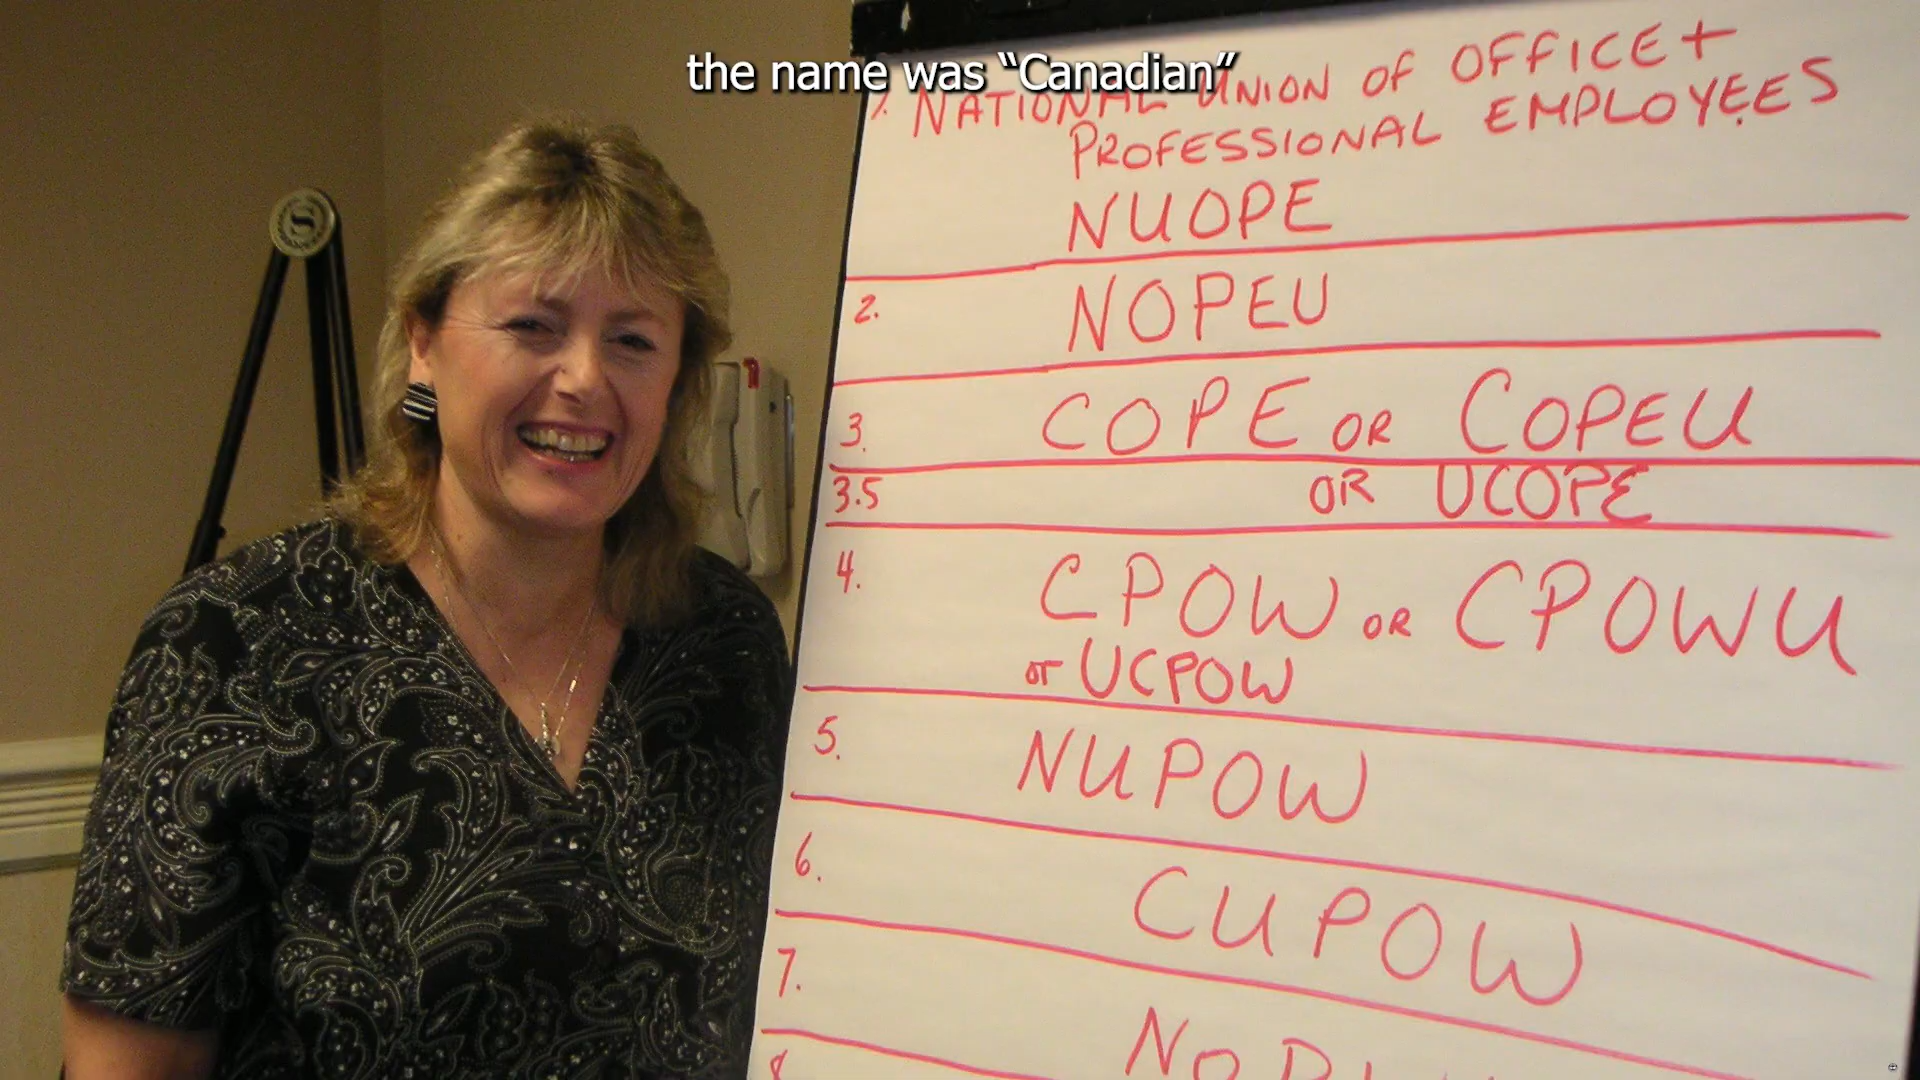 the name was “Canadian”
1. NATIONAL UNION OF OFFICE +
PROFESSIONAL EMPLOYEES
NUOPE
2. NOPEU
3. COPE OR COPEU
3.5 OR UCOPE
4. CPOW OR CPOWU
or UCPOW
5. NUPOW
6. CUPOW
7.
8